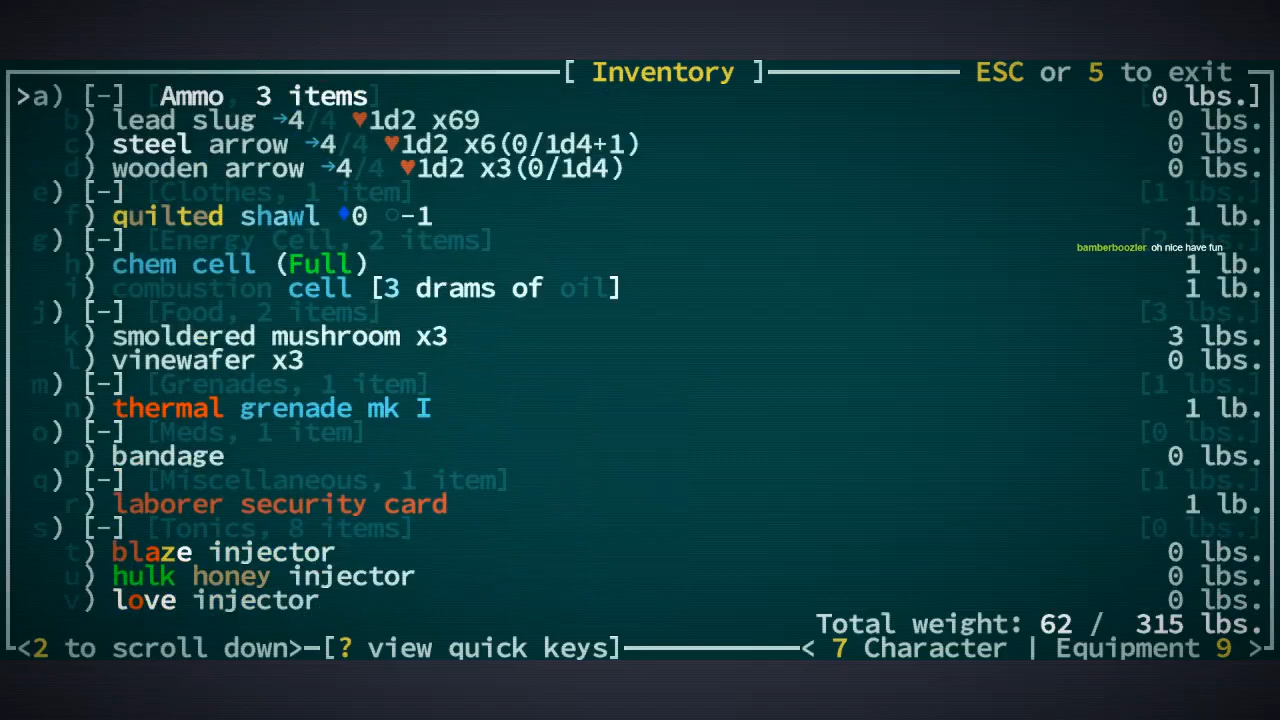 [ Inventory ] ESC or 5 to exit
>a) [-] Ammo 3 items 0 lbs.]
b) lead slug →4/4 ♥1d2 x69 0 lbs.
c) steel arrow →4/4 ♥1d2 x6(0/1d4+1) 0 lbs.
d) wooden arrow →4/4 ♥1d2 x3(0/1d4) 0 lbs.
e) [-] [Clothes, 1 item] [1 lbs.]
f) quilted shawl ♦0 ○-1 1 lb.
g) [-] [Energy Cell, 2 items] [2 lbs.]
bamberboozler oh nice have fun
h) chem cell (Full) 1 lb.
i) combustion cell [3 drams of oil] 1 lb.
j) [-] [Food, 2 items] [3 lbs.]
k) smoldered mushroom x3 3 lbs.
l) vinewafer x3 0 lbs.
m) [-] [Grenades, 1 item] [1 lbs.]
n) thermal grenade mk I 1 lb.
o) [-] [Meds, 1 item] [0 lbs.]
p) bandage 0 lbs.
q) [-] [Miscellaneous, 1 item] [1 lbs.]
r) laborer security card 1 lb.
s) [-] [Tonics, 8 items] [0 lbs.]
t) blaze injector 0 lbs.
u) hulk honey injector 0 lbs.
v) love injector 0 lbs.
Total weight: 62 / 315 lbs.
<2 to scroll down> [? view quick keys] < 7 Character | Equipment 9 >